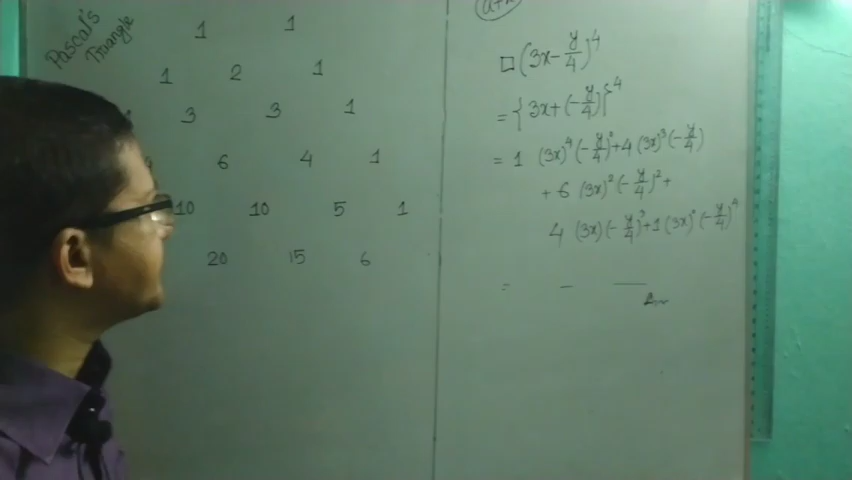 Pascal's
Triangle
1 1
1 2 1
3 3 1
6 4 1
10 10 5 1
20 15 6
□ (3x - y/4)^4
= {3x + (-y/4)}^4
= 1 (3x)^4 (-y/4)^0 + 4 (3x)^3 (-y/4)
+ 6 (3x)^2 (-y/4)^2 +
4 (3x) (-y/4)^3 + 1 (3x)^0 (-y/4)^4
= - —